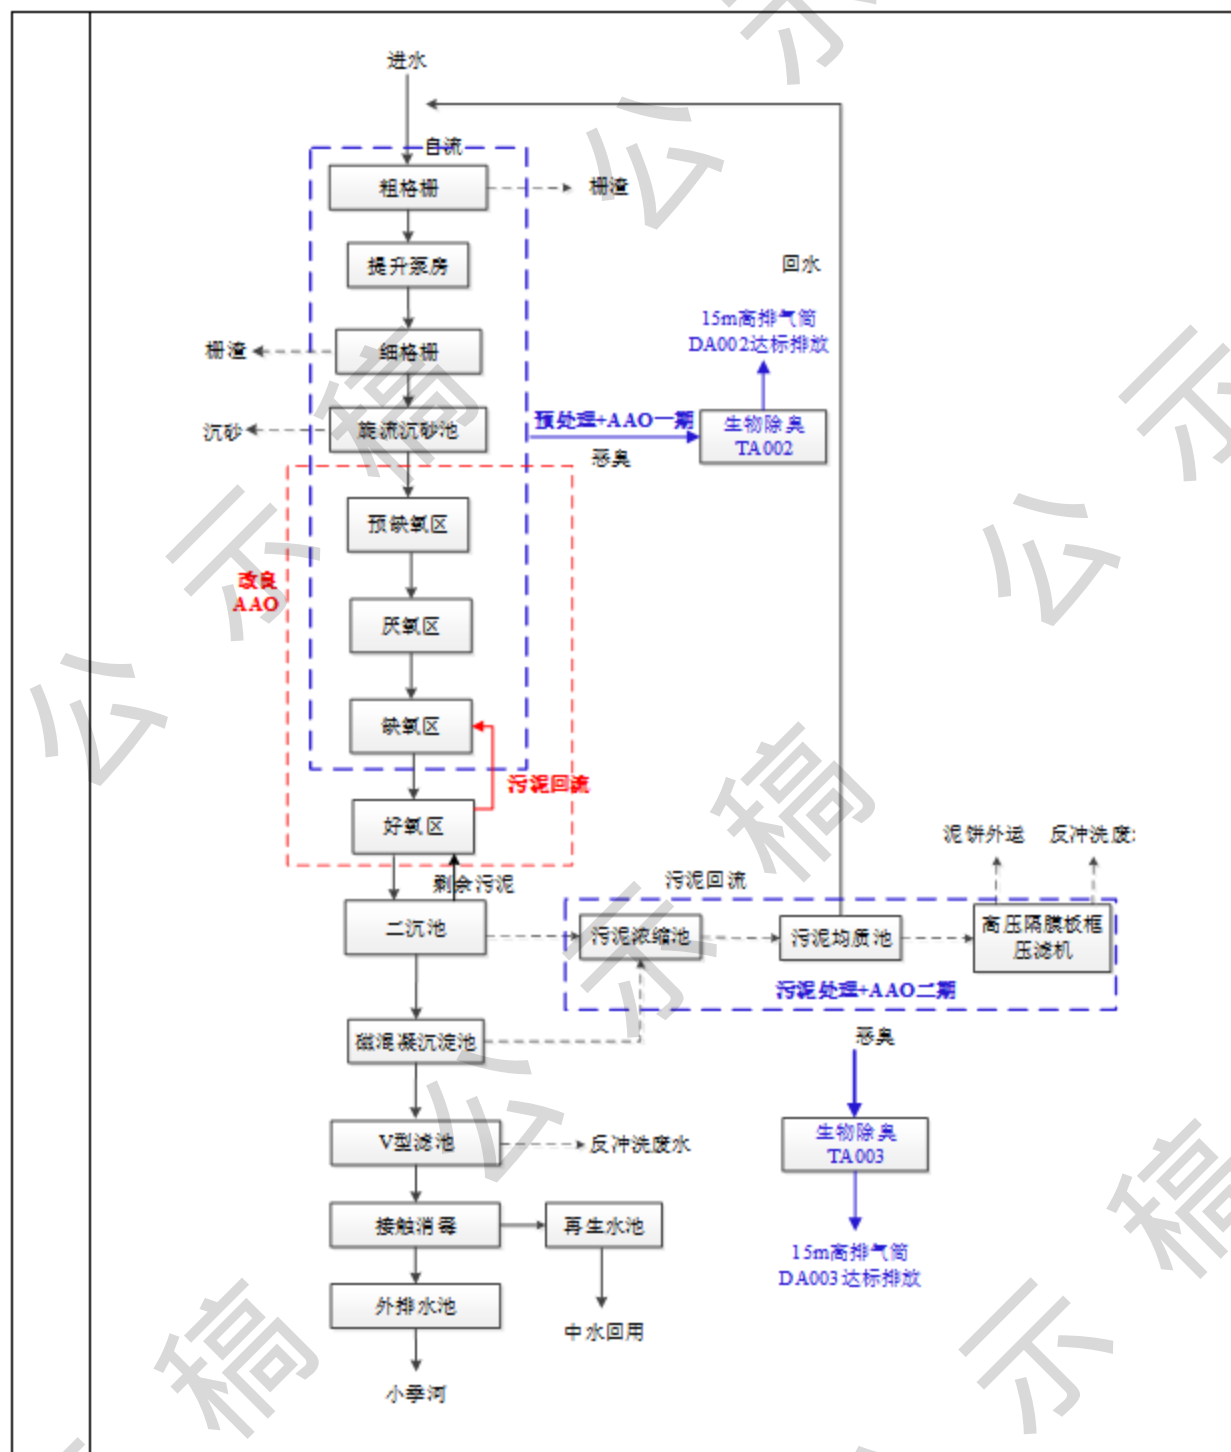 进水
自流
粗格栅
栅渣
提升泵房
回水
15m高排气筒
DA002达标排放
栅渣
细格栅
沉砂
旋流沉砂池
预处理+AAO一期
恶臭
生物除臭
TA002
预缺氧区
改良
AAO
厌氧区
缺氧区
污泥回流
好氧区
泥饼外运
反冲洗废
剩余污泥
污泥回流
二沉池
污泥浓缩池
污泥均质池
高压隔膜板框
压滤机
污泥处理+AAO二期
磁混凝沉淀池
恶臭
V型滤池
反冲洗废水
生物除臭
TA003
接触消毒
再生水池
15m高排气筒
DA003达标排放
外排水池
中水回用
小季河
公示稿
公示稿
公示稿
公示稿